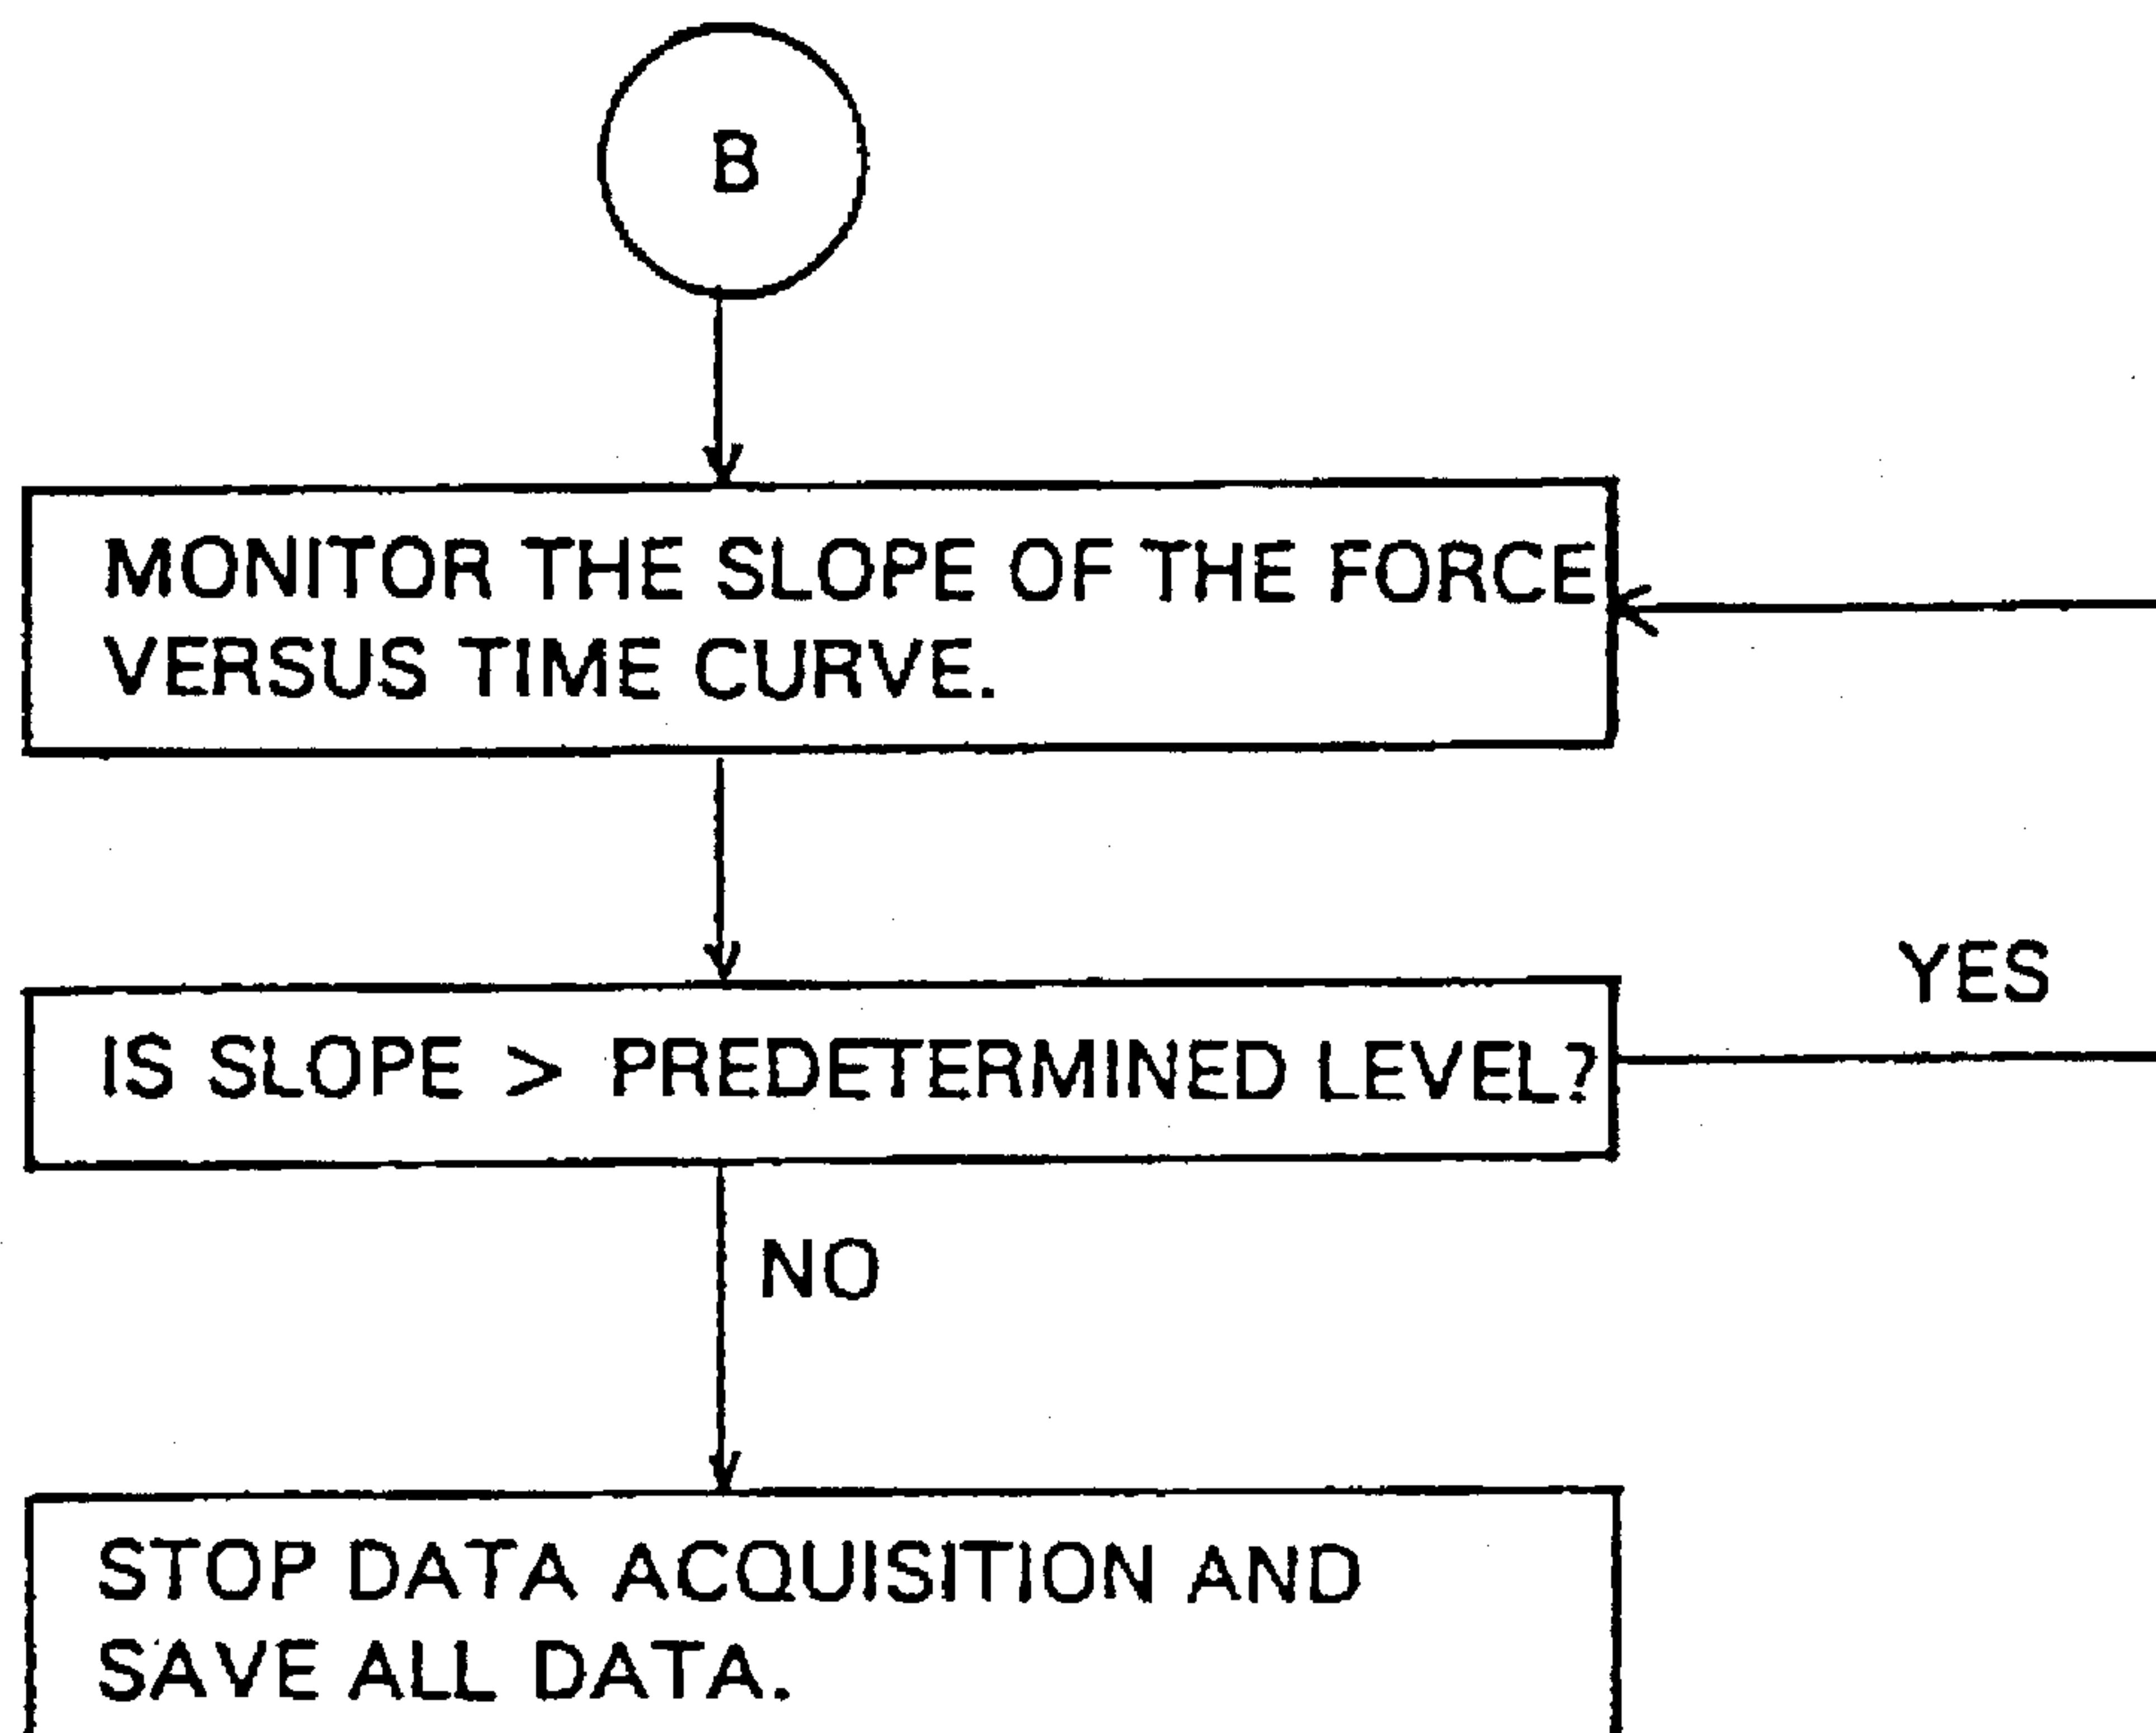 B
MONITOR THE SLOPE OF THE FORCE
VERSUS TIME CURVE.
YES
IS SLOPE > PREDETERMINED LEVEL?
NO
STOP DATA ACQUISITION AND
SAVE ALL DATA.